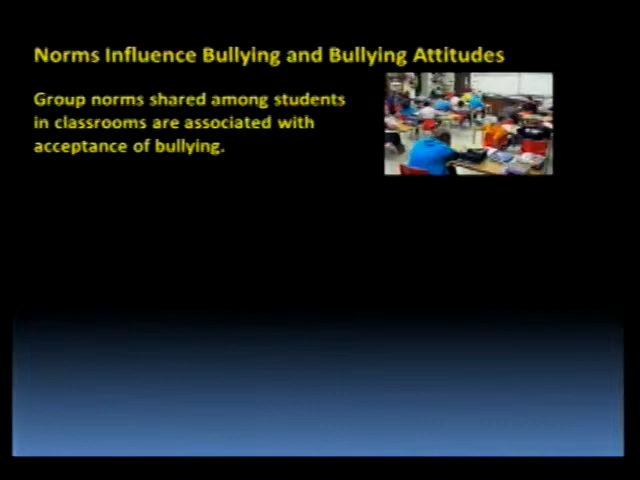 Norms Influence Bullying and Bullying Attitudes
Group norms shared among students
in classrooms are associated with
acceptance of bullying.